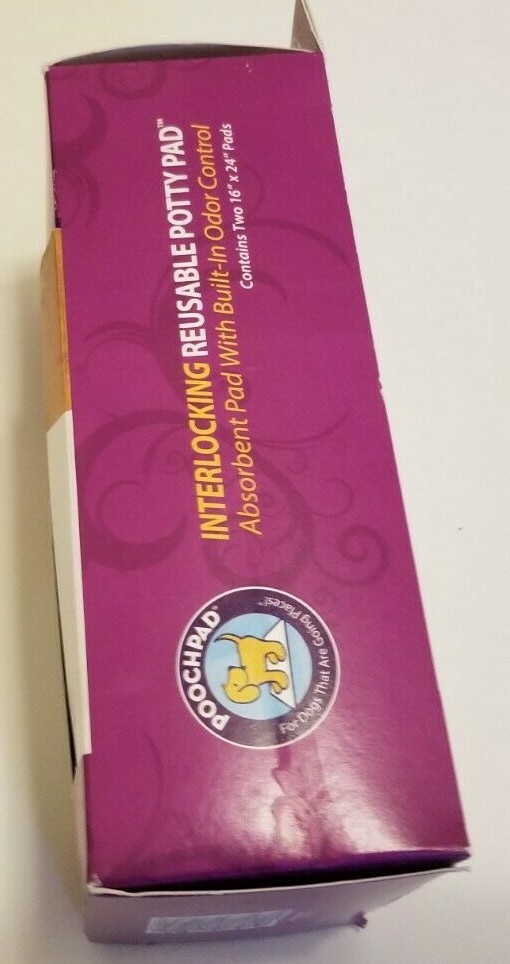 INTERLOCKING REUSABLE POTTY PAD™
Absorbent Pad With Built-In Odor Control
Contains Two 16" x 24" Pads
POOCHPAD™
For Dogs That Are Going Places!™